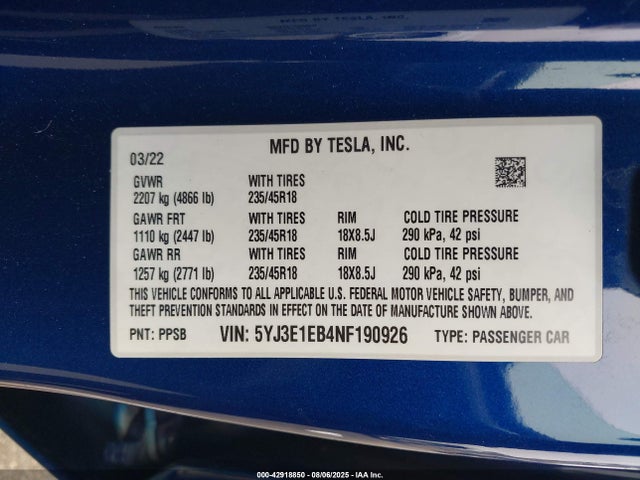 MFD BY TESLA, INC.
03/22
GVWR WITH TIRES
2207 kg (4866 lb) 235/45R18
GAWR FRT WITH TIRES RIM COLD TIRE PRESSURE
1110 kg (2447 lb) 235/45R18 18X8.5J 290 kPa, 42 psi
GAWR RR WITH TIRES RIM COLD TIRE PRESSURE
1257 kg (2771 lb) 235/45R18 18X8.5J 290 kPa, 42 psi
THIS VEHICLE CONFORMS TO ALL APPLICABLE U.S. FEDERAL MOTOR VEHICLE SAFETY, BUMPER, AND
THEFT PREVENTION STANDARDS IN EFFECT ON THE DATE OF MANUFACTURE SHOWN ABOVE.
PNT: PPSB VIN: 5YJ3E1EB4NF190926 TYPE: PASSENGER CAR
000-42918850 - 08/06/2025 - IAA Inc.